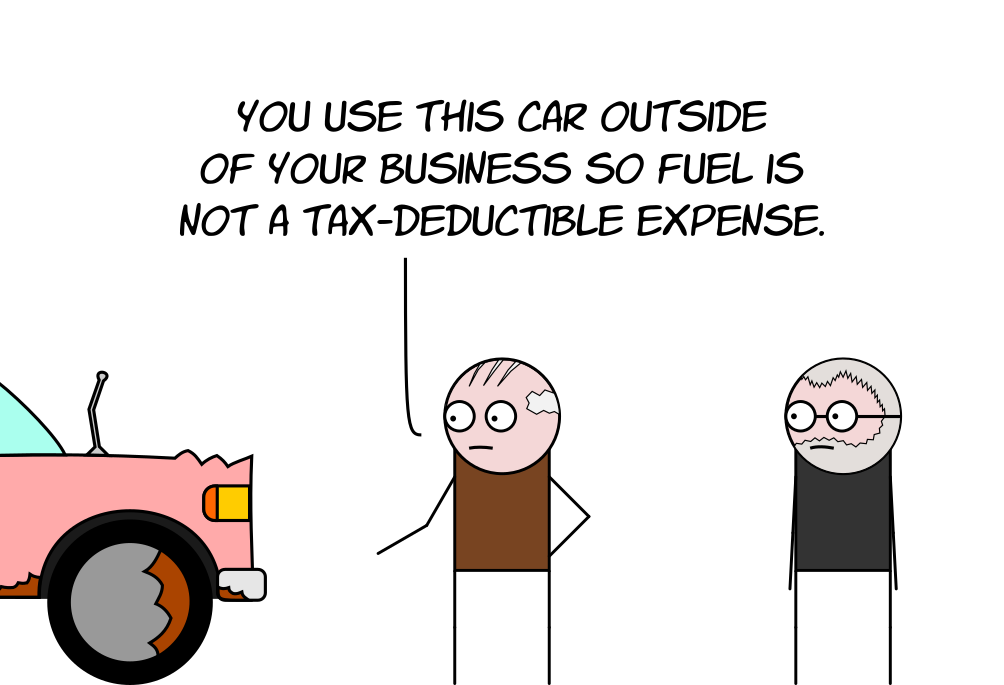 YOU USE THIS CAR OUTSIDE
OF YOUR BUSINESS SO FUEL IS
NOT A TAX-DEDUCTIBLE EXPENSE.